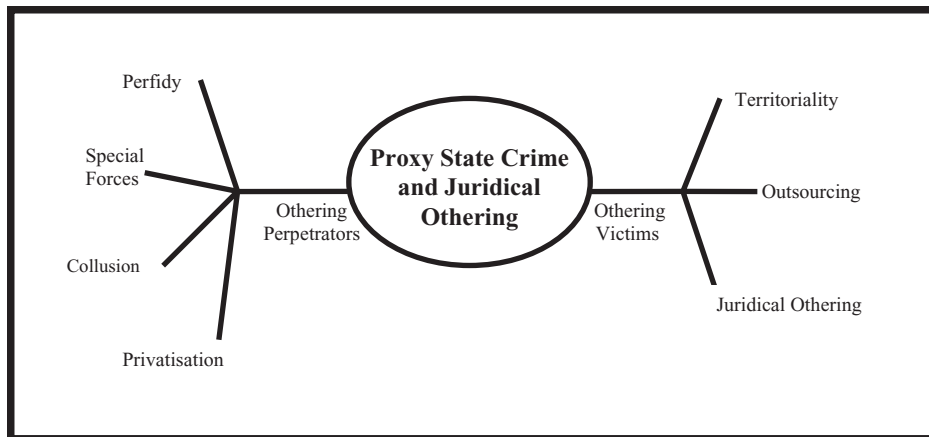 Perfidy
Special
Forces
Collusion
Privatisation
Othering
Perpetrators
Proxy State Crime
and Juridical
Othering
Othering
Victims
Territoriality
Outsourcing
Juridical Othering